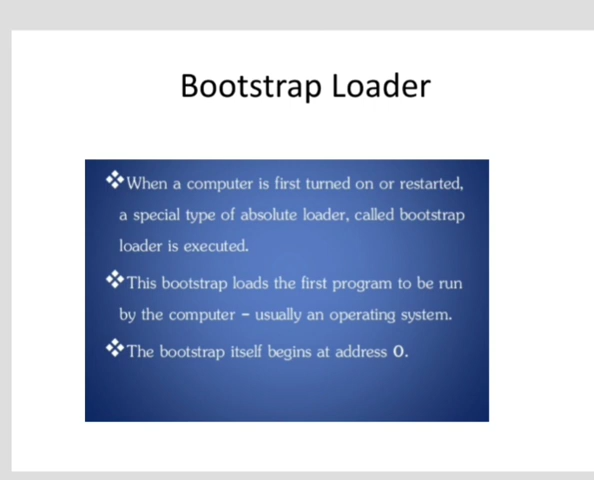 Bootstrap Loader
❖When a computer is first turned on or restarted,
a special type of absolute loader, called bootstrap
loader is executed.
❖This bootstrap loads the first program to be run
by the computer – usually an operating system.
❖The bootstrap itself begins at address 0.